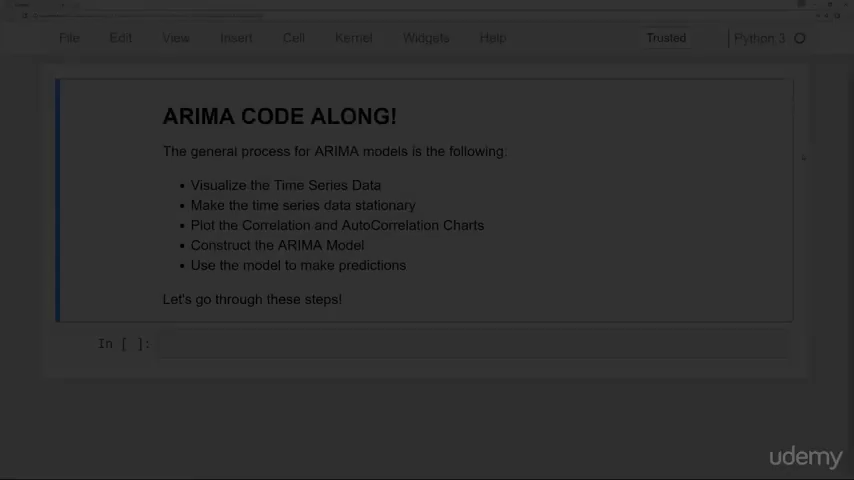 File Edit View Insert Cell Kernel Widgets Help Trusted Python 3
ARIMA CODE ALONG!
The general process for ARIMA models is the following:
• Visualize the Time Series Data
• Make the time series data stationary
• Plot the Correlation and AutoCorrelation Charts
• Construct the ARIMA Model
• Use the model to make predictions
Let's go through these steps!
In [ ]:
udemy